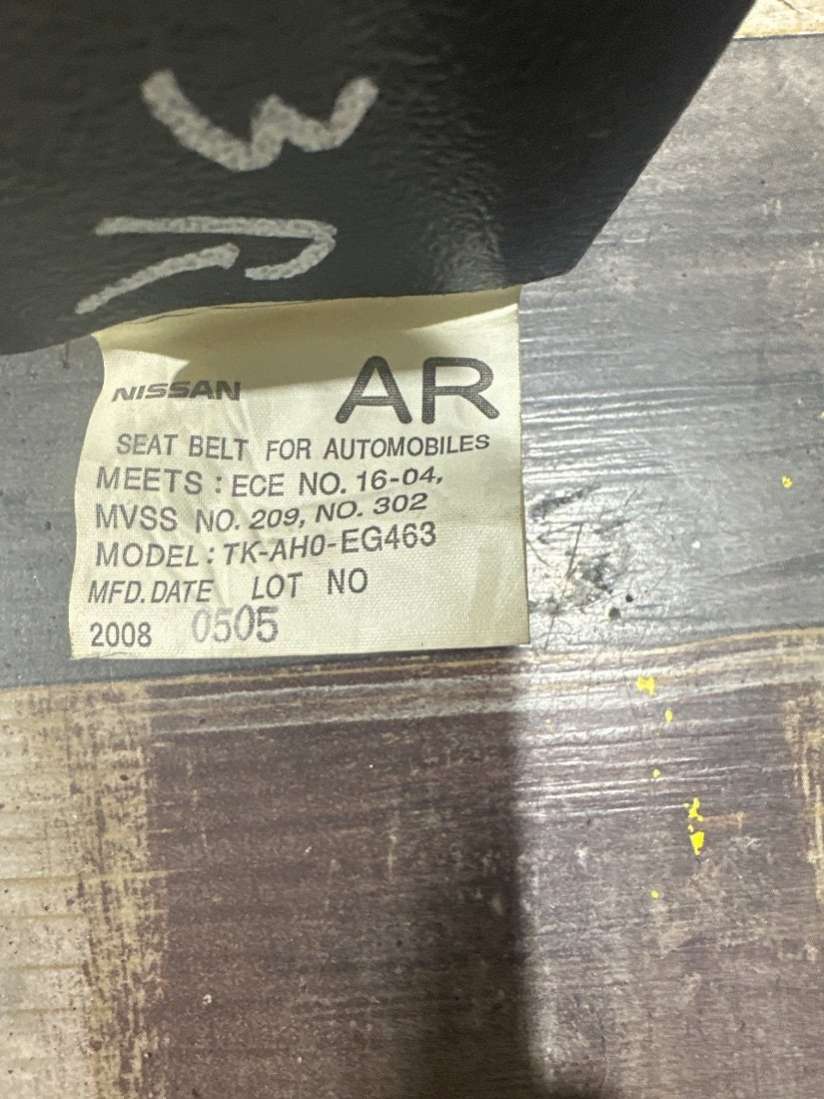 NISSAN AR
SEAT BELT FOR AUTOMOBILES
MEETS : ECE NO. 16-04,
MVSS NO. 209, NO. 302
MODEL : TK-AH0-EG463
MFD. DATE LOT NO
2008 0505